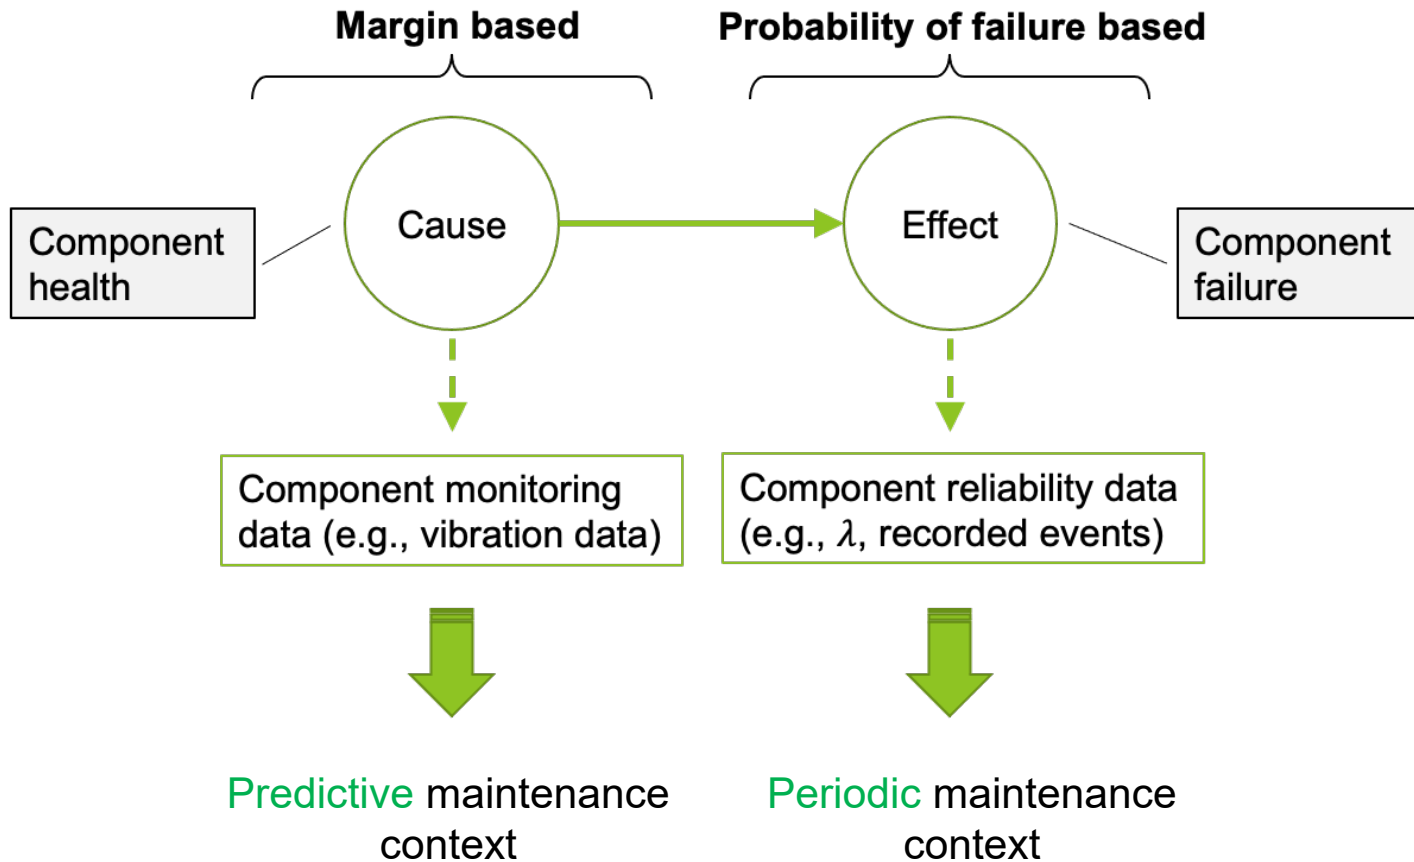 Margin based
Probability of failure based
Component
health
Cause
Effect
Component
failure
Component monitoring
data (e.g., vibration data)
Component reliability data
(e.g., λ, recorded events)
Predictive maintenance
context
Periodic maintenance
context